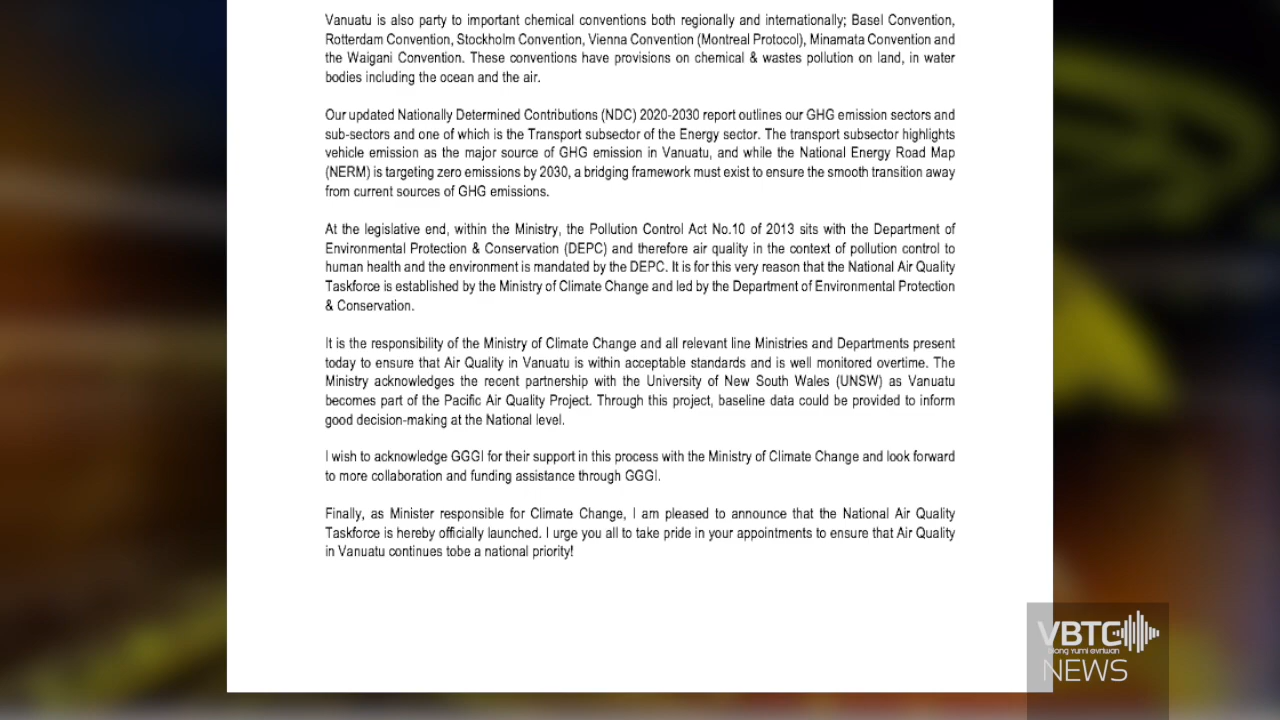 Vanuatu is also party to important chemical conventions both regionally and internationally; Basel Convention,
Rotterdam Convention, Stockholm Convention, Vienna Convention (Montreal Protocol), Minamata Convention and
the Waigani Convention. These conventions have provisions on chemical & wastes pollution on land, in water
bodies including the ocean and the air.
Our updated Nationally Determined Contributions (NDC) 2020-2030 report outlines our GHG emission sectors and
sub-sectors and one of which is the Transport subsector of the Energy sector. The transport subsector highlights
vehicle emission as the major source of GHG emission in Vanuatu, and while the National Energy Road Map
(NERM) is targeting zero emissions by 2030, a bridging framework must exist to ensure the smooth transition away
from current sources of GHG emissions.
At the legislative end, within the Ministry, the Pollution Control Act No.10 of 2013 sits with the Department of
Environmental Protection & Conservation (DEPC) and therefore air quality in the context of pollution control to
human health and the environment is mandated by the DEPC. It is for this very reason that the National Air Quality
Taskforce is established by the Ministry of Climate Change and led by the Department of Environmental Protection
& Conservation.
It is the responsibility of the Ministry of Climate Change and all relevant line Ministries and Departments present
today to ensure that Air Quality in Vanuatu is within acceptable standards and is well monitored overtime. The
Ministry acknowledges the recent partnership with the University of New South Wales (UNSW) as Vanuatu
becomes part of the Pacific Air Quality Project. Through this project, baseline data could be provided to inform
good decision-making at the National level.
I wish to acknowledge GGGI for their support in this process with the Ministry of Climate Change and look forward
to more collaboration and funding assistance through GGGI.
Finally, as Minister responsible for Climate Change, I am pleased to announce that the National Air Quality
Taskforce is hereby officially launched. I urge you all to take pride in your appointments to ensure that Air Quality
in Vanuatu continues tobe a national priority!
VBTC
blong yumi evriwan
NEWS